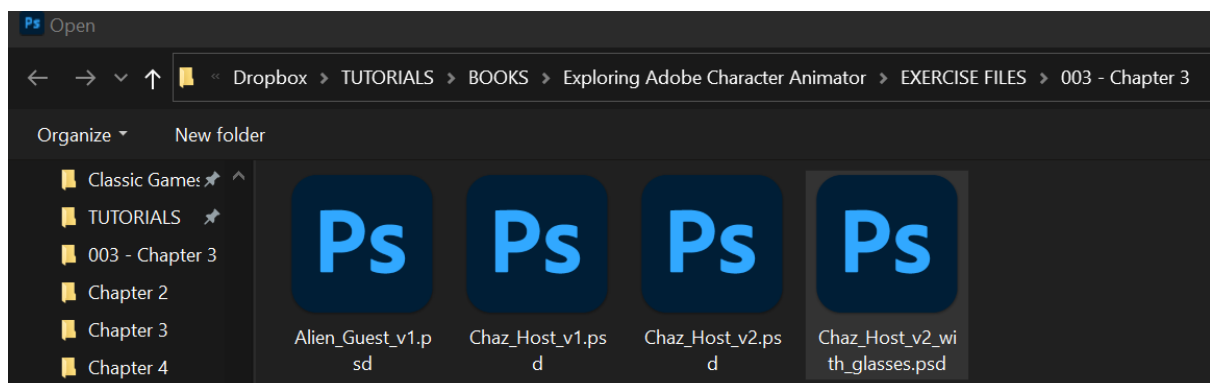 Ps Open
« Dropbox > TUTORIALS > BOOKS > Exploring Adobe Character Animator > EXERCISE FILES > 003 - Chapter 3
Organize New folder
Classic Games
TUTORIALS
003 - Chapter 3
Chapter 2
Chapter 3
Chapter 4
Ps Ps Ps Ps
Alien_Guest_v1.p
sd
Chaz_Host_v1.ps
d
Chaz_Host_v2.ps
d
Chaz_Host_v2_wi
th_glasses.psd